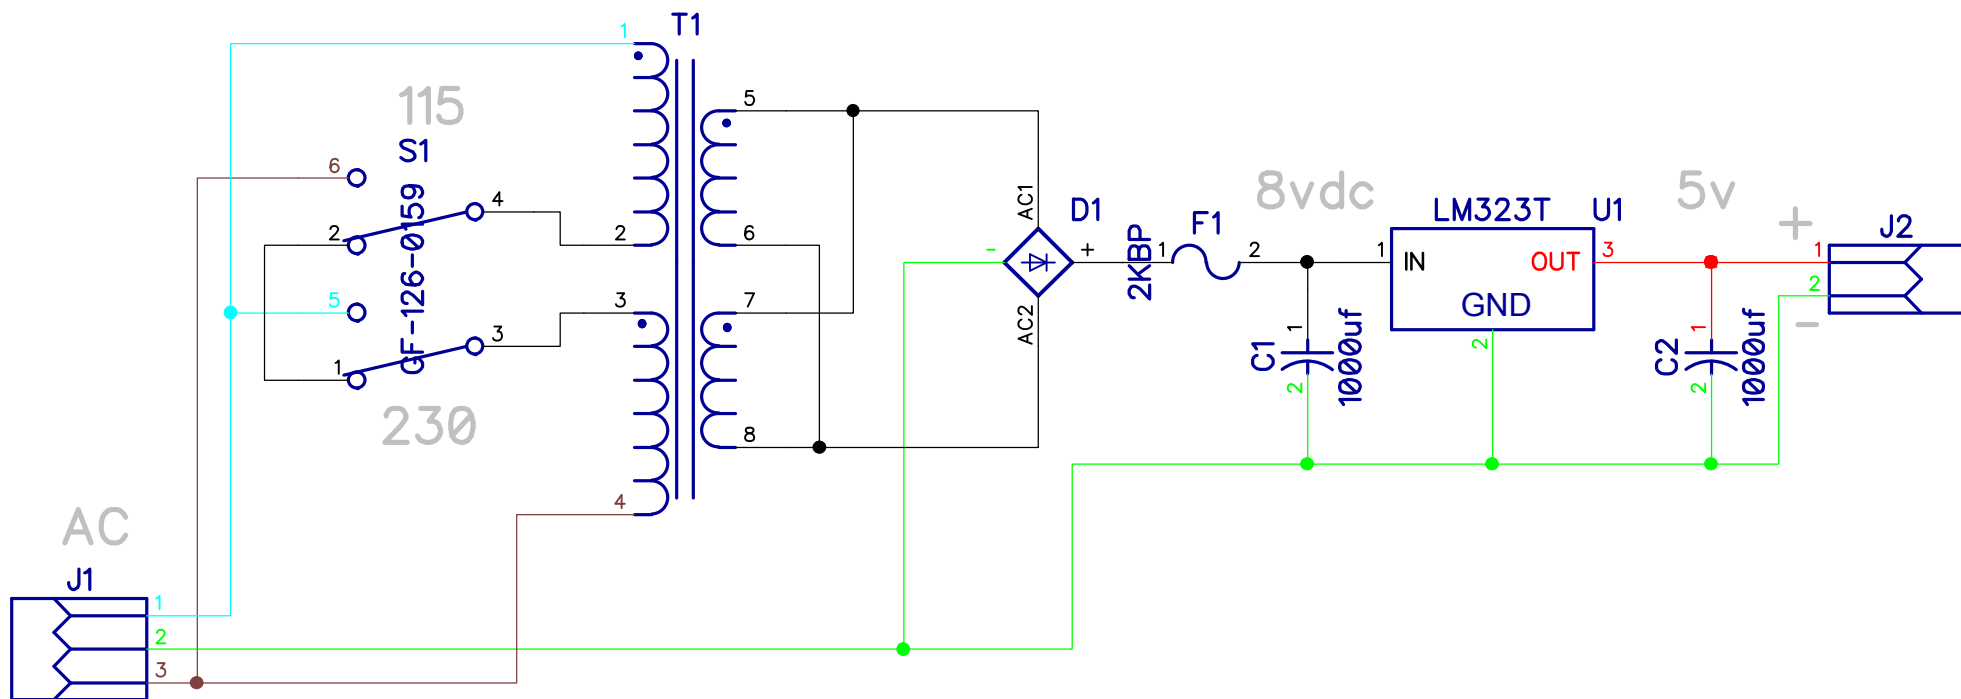 T1
1
115
S1
6
GF-126-0159
4
2
2
5
3
3
1
230
4
5
6
7
8
AC1
AC2
D1
-
+
2KBP
F1
1
2
8vdc
LM323T
U1
1
IN
OUT
3
GND
2
C1
1
1000uf
2
5v
C2
1
1000uf
2
+
J2
1
2
-
AC
J1
1
2
3